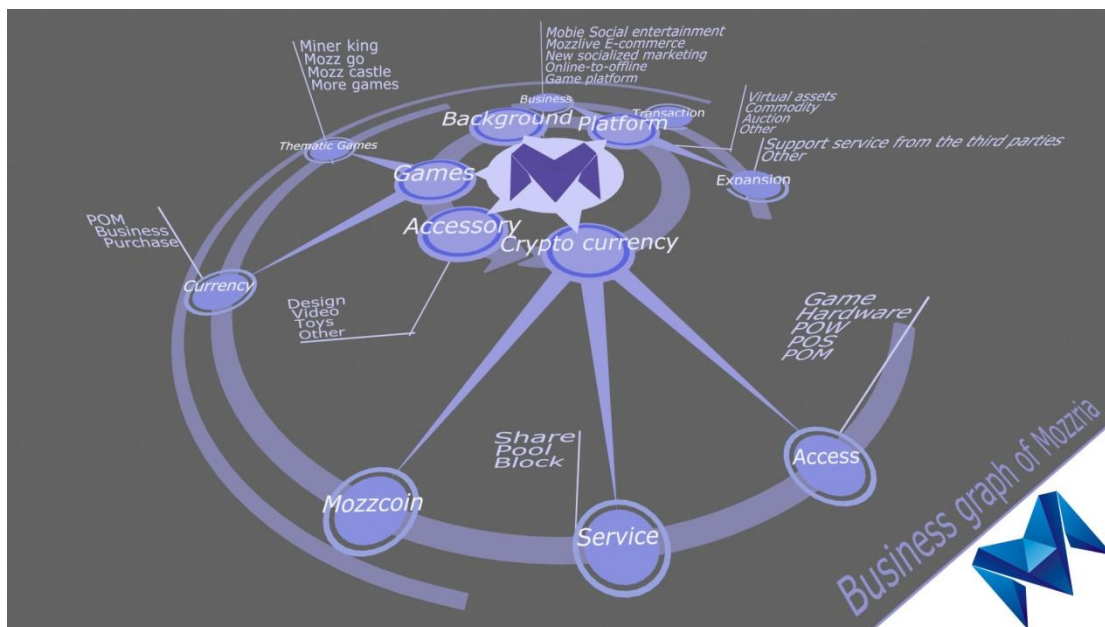 Miner king
Mozz go
Mozz castle
More games
Mobie Social entertainment
Mozzlive E-commerce
New socialized marketing
Online-to-offline
Game platform
Business
Transaction
Virtual assets
Commodity
Auction
Other
Support service from the third parties
Other
Expansion
Background
Platform
Thematic Games
Games
Accessory
Crypto currency
POM
Business
Purchase
Currency
Design
Video
Toys
Other
Game
Hardware
POW
POS
POM
Access
Share
Pool
Block
Mozzcoin
Service
Business graph of Mozzria